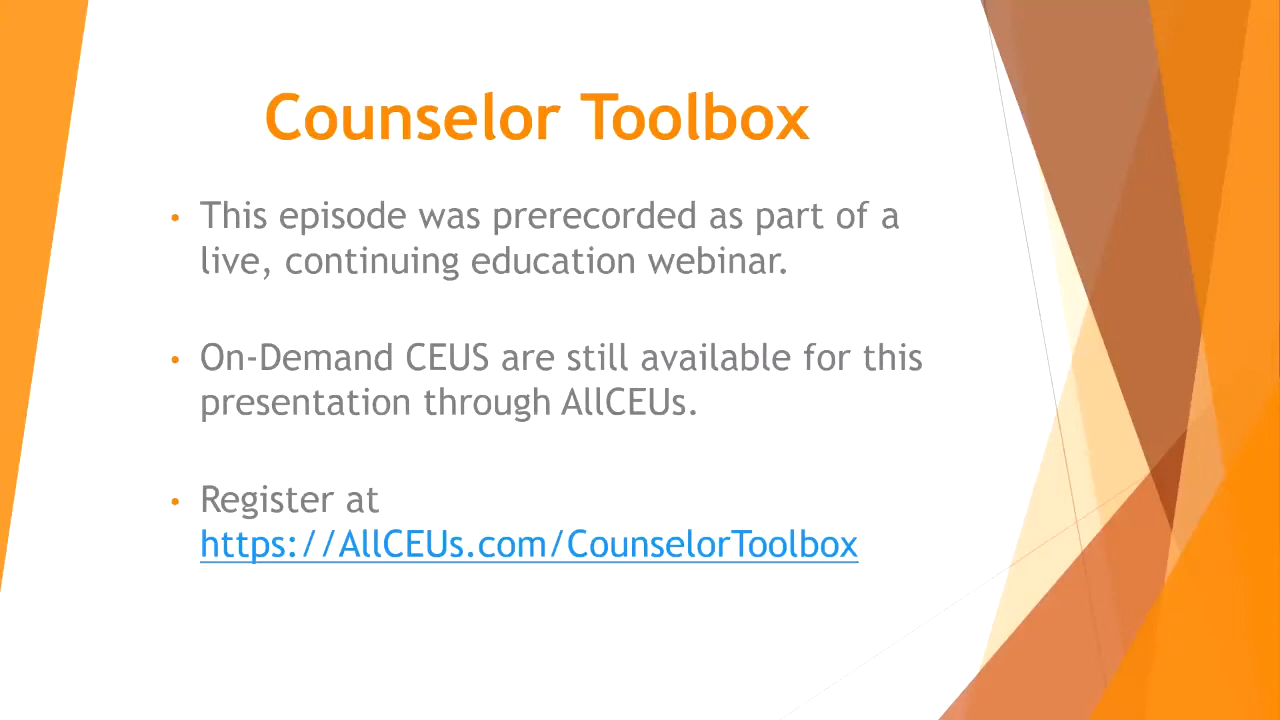 Counselor Toolbox
• This episode was prerecorded as part of a
live, continuing education webinar.
• On-Demand CEUS are still available for this
presentation through AllCEUs.
• Register at
https://AllCEUs.com/CounselorToolbox